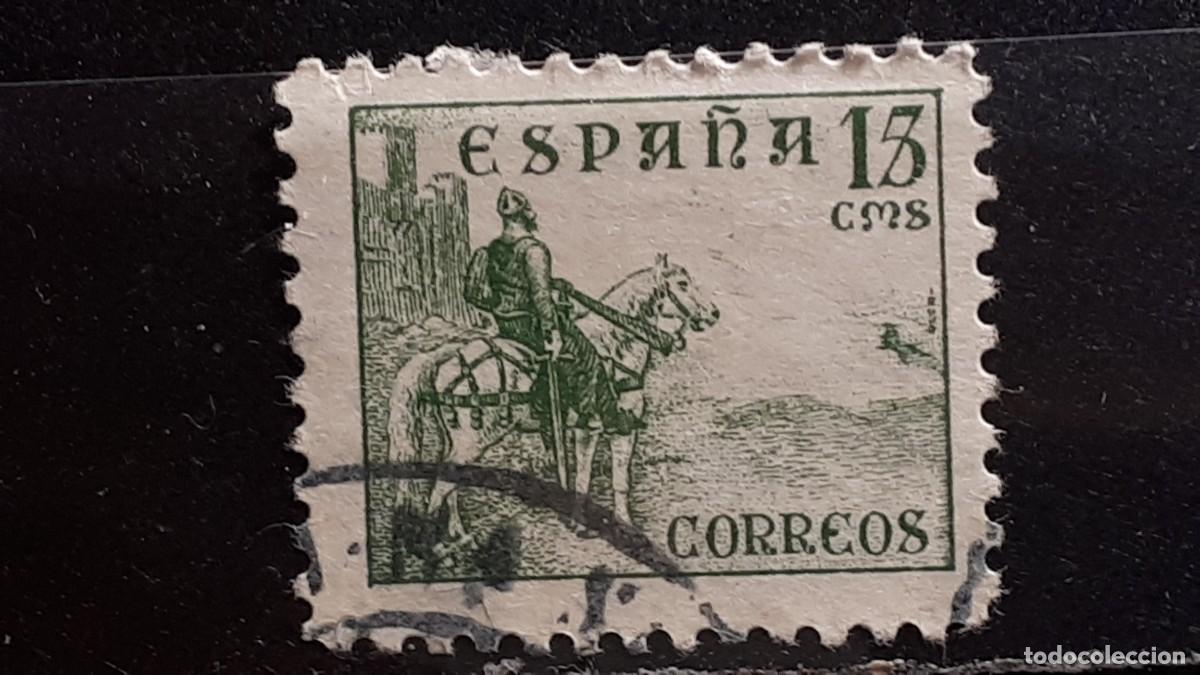 ESPAÑA 15
CMS
CORREOS
todocoleccion